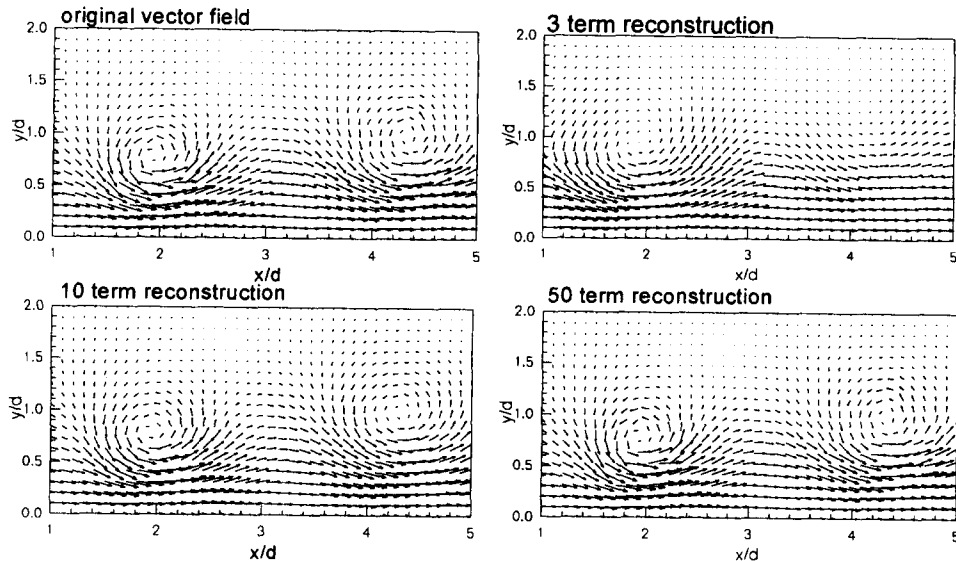 original vector field
2.0
1.5
1.0
0.5
0.0
y/d
1 2 3 4 5
x/d
3 term reconstruction
2.0
1.5
1.0
0.5
0.0
y/d
1 2 3 4 5
x/d
10 term reconstruction
2.0
1.5
1.0
0.5
0.0
y/d
1 2 3 4 5
x/d
50 term reconstruction
2.0
1.5
1.0
0.5
0.0
y/d
1 2 3 4 5
x/d